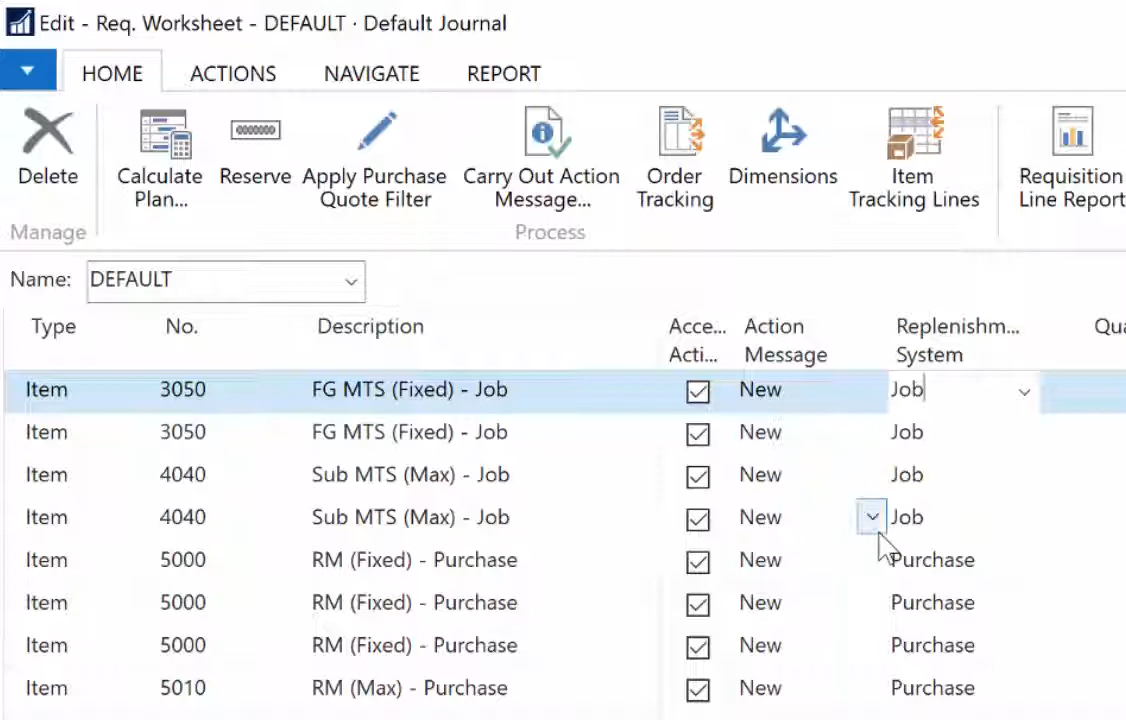 Edit - Req. Worksheet - DEFAULT · Default Journal
HOME ACTIONS NAVIGATE REPORT
Delete
Calculate Plan...
Reserve
Apply Purchase Quote Filter
Carry Out Action Message...
Order Tracking
Dimensions
Item Tracking Lines
Requisition Line Report
Manage
Process
Name: DEFAULT
Type No. Description Acce... Acti... Action Message Replenishm... System Qua
Item 3050 FG MTS (Fixed) - Job New Job
Item 3050 FG MTS (Fixed) - Job New Job
Item 4040 Sub MTS (Max) - Job New Job
Item 4040 Sub MTS (Max) - Job New Job
Item 5000 RM (Fixed) - Purchase New Purchase
Item 5000 RM (Fixed) - Purchase New Purchase
Item 5000 RM (Fixed) - Purchase New Purchase
Item 5010 RM (Max) - Purchase New Purchase